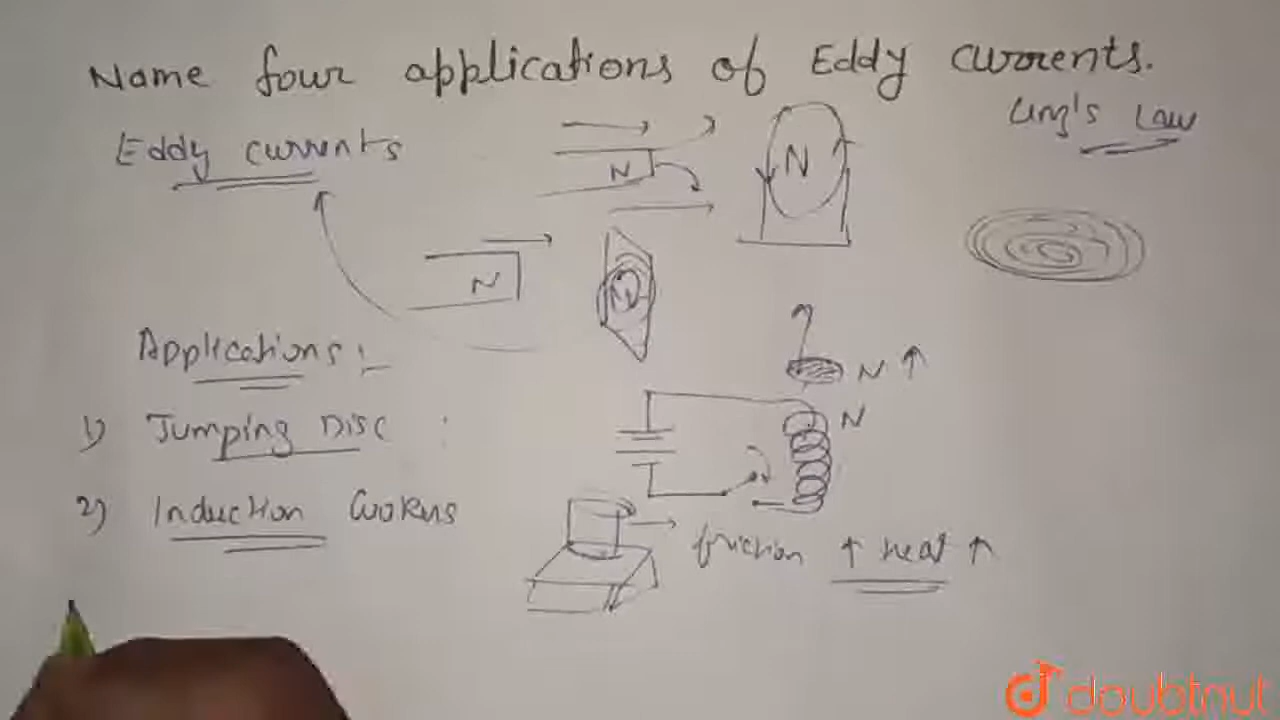 Name four applications of Eddy currents.
Lenz's Law
Eddy currents
N
N
N
N
Applications :-
N ↑
1) Jumping Disc :
N
2) Induction Cookers
friction ↑ heat ↑
doubtnut